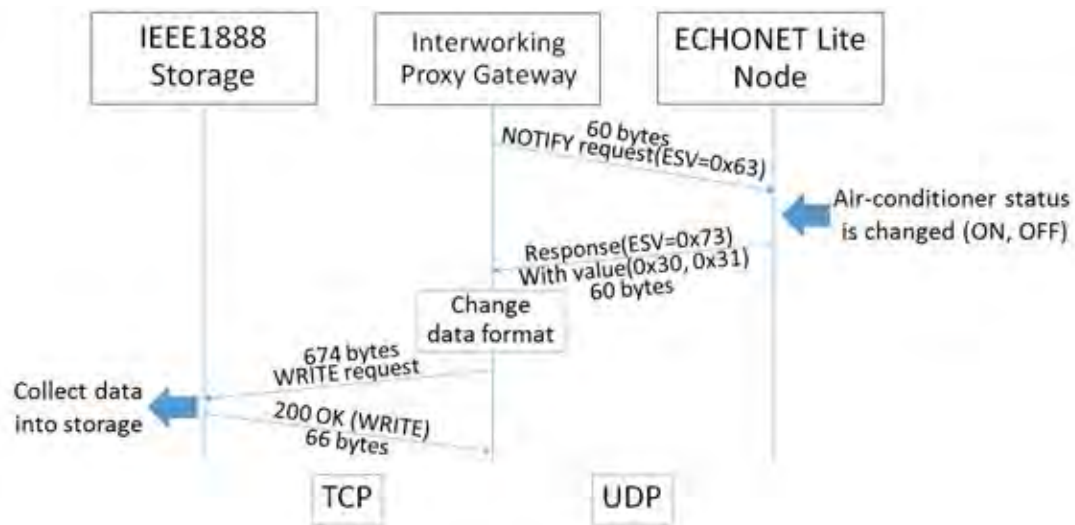 IEEE1888
Storage
Interworking
Proxy Gateway
ECHONET Lite
Node
60 bytes
NOTIFY request(ESV=0x63)
Air-conditioner status
is changed (ON, OFF)
Response(ESV=0x73)
With value(0x30, 0x31)
60 bytes
Change
data format
674 bytes
WRITE request
Collect data
into storage
200 OK (WRITE)
66 bytes
TCP
UDP